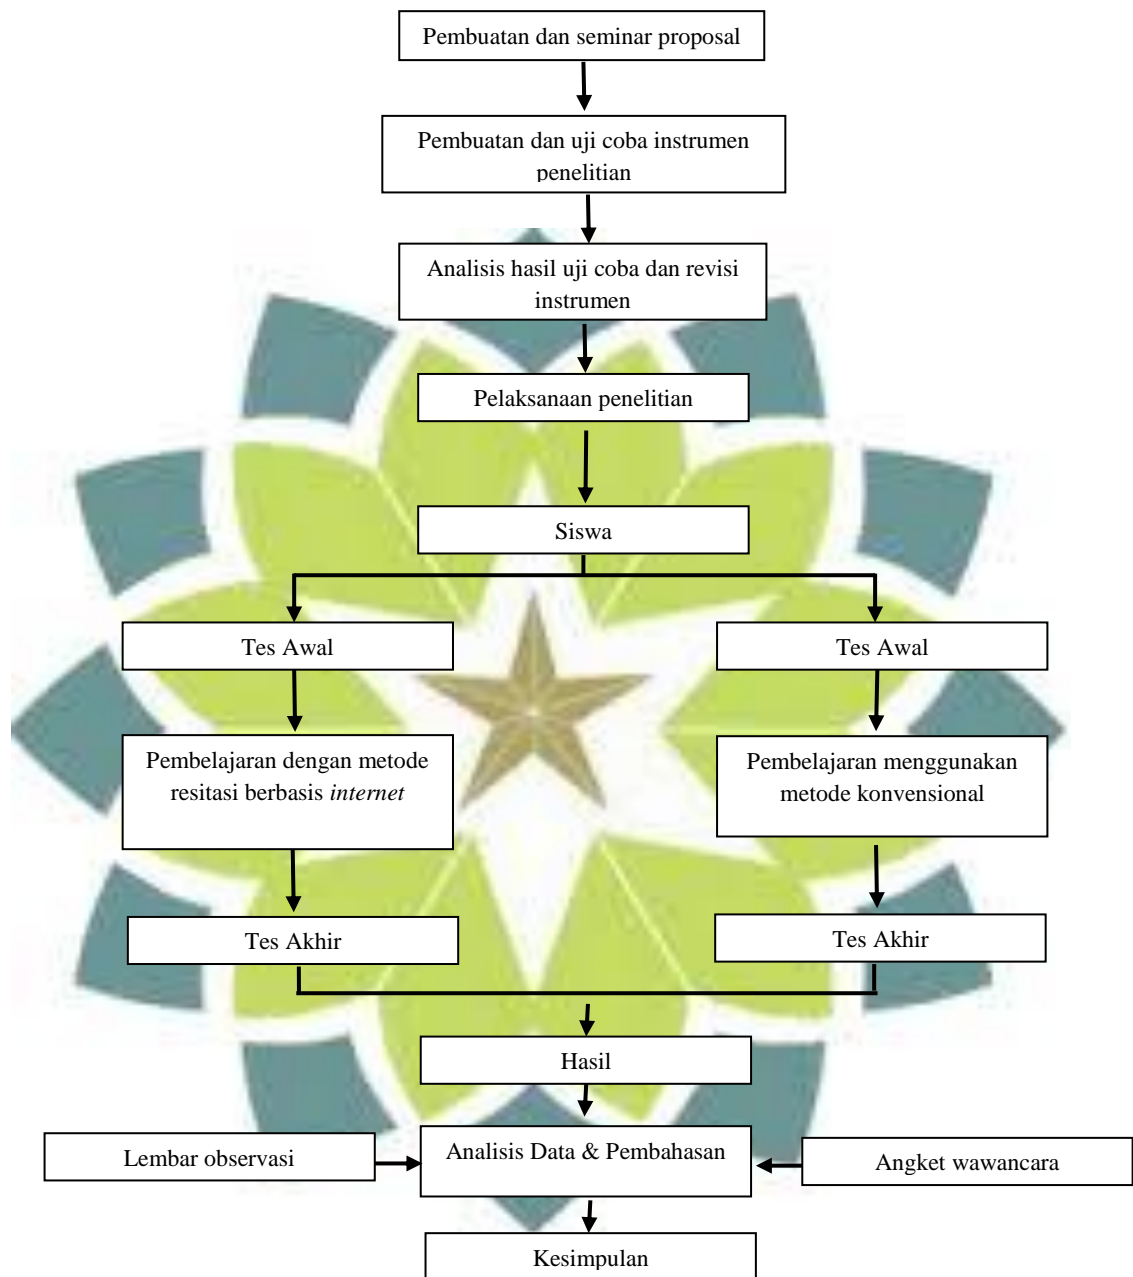 Pembuatan dan seminar proposal
Pembuatan dan uji coba instrumen
penelitian
Analisis hasil uji coba dan revisi
instrumen
Pelaksanaan penelitian
Siswa
Tes Awal
Tes Awal
Pembelajaran dengan metode
resitasi berbasis internet
Pembelajaran menggunakan
metode konvensional
Tes Akhir
Tes Akhir
Hasil
Lembar observasi
Analisis Data & Pembahasan
Angket wawancara
Kesimpulan